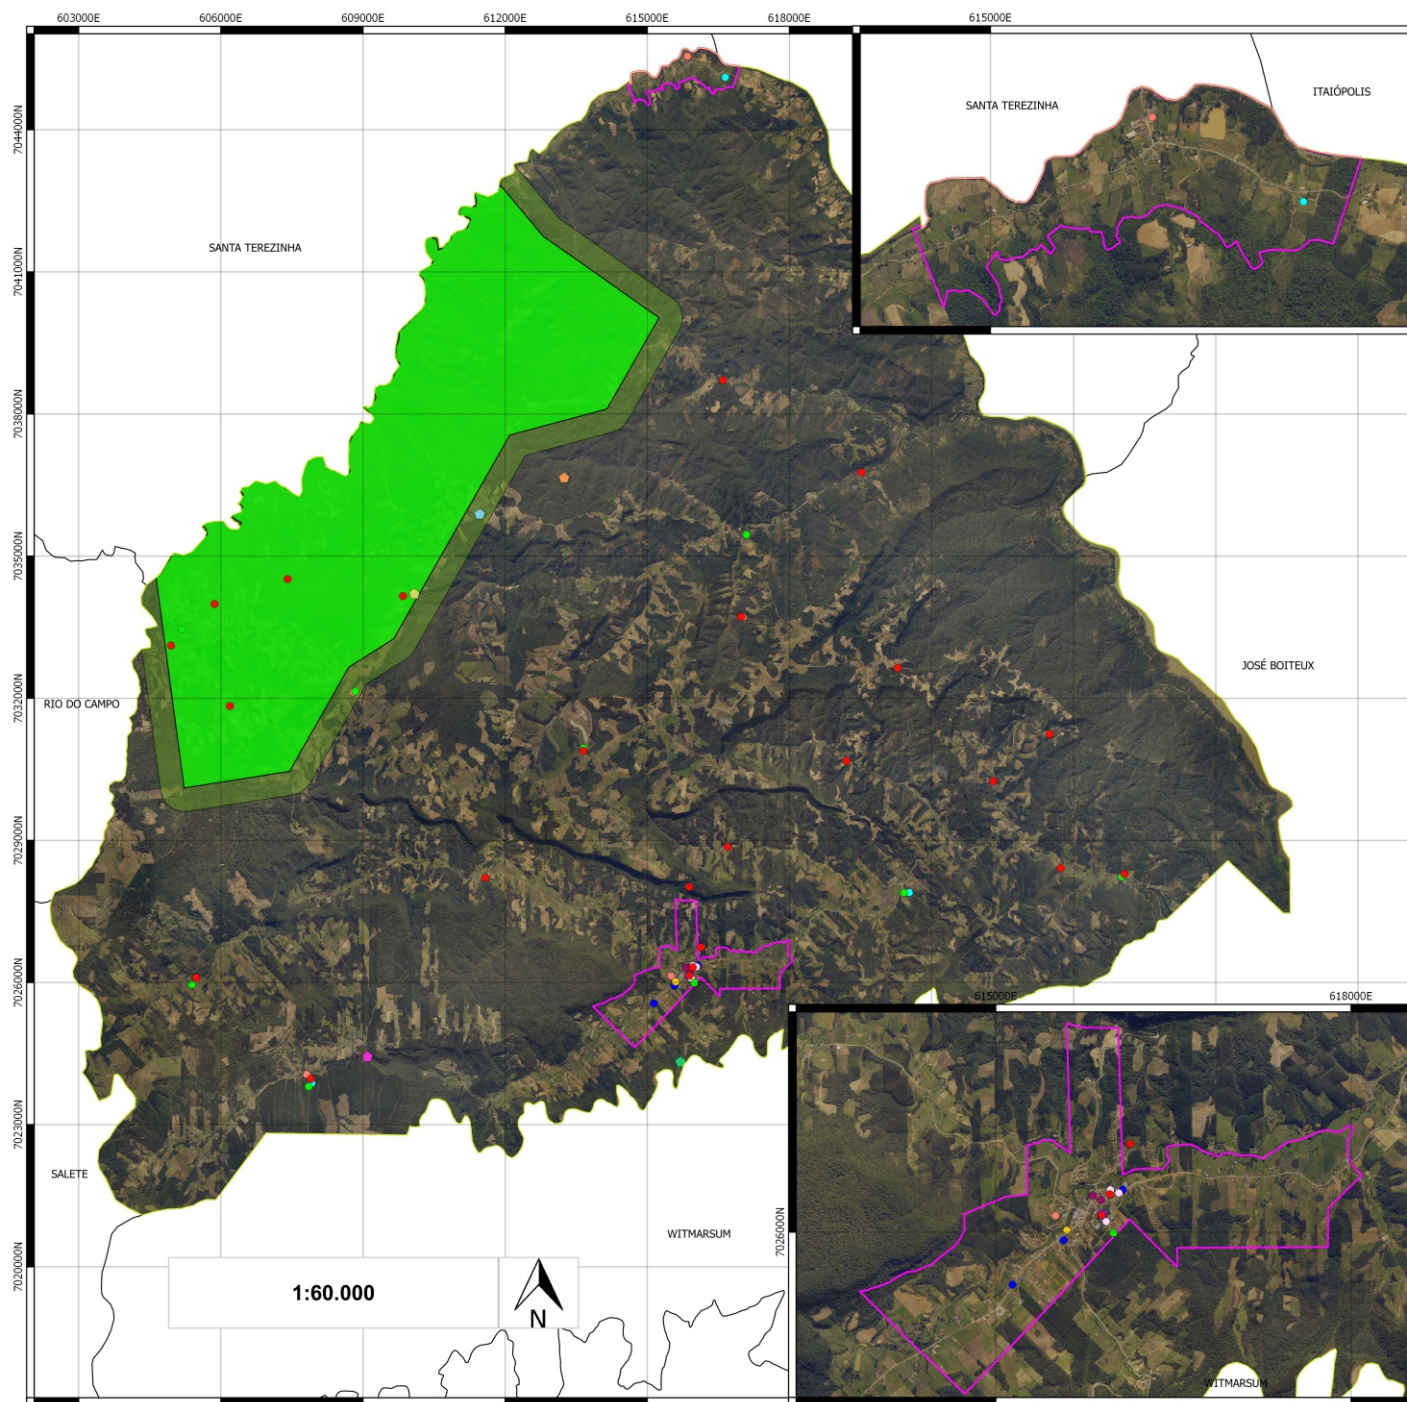 603000E 606000E 609000E 612000E 615000E 618000E 615000E
SANTA TEREZINHA
ITAIÓPOLIS
7044000N
SANTA TEREZINHA
7041000N
7038000N
7035000N
JOSÉ BOITEUX
RIO DO CAMPO
7032000N
7029000N
7026000N
615000E 618000E
7023000N
SALETE
7026000N
WITMARSUM
7020000N
1:60.000
N
WITMARSUM